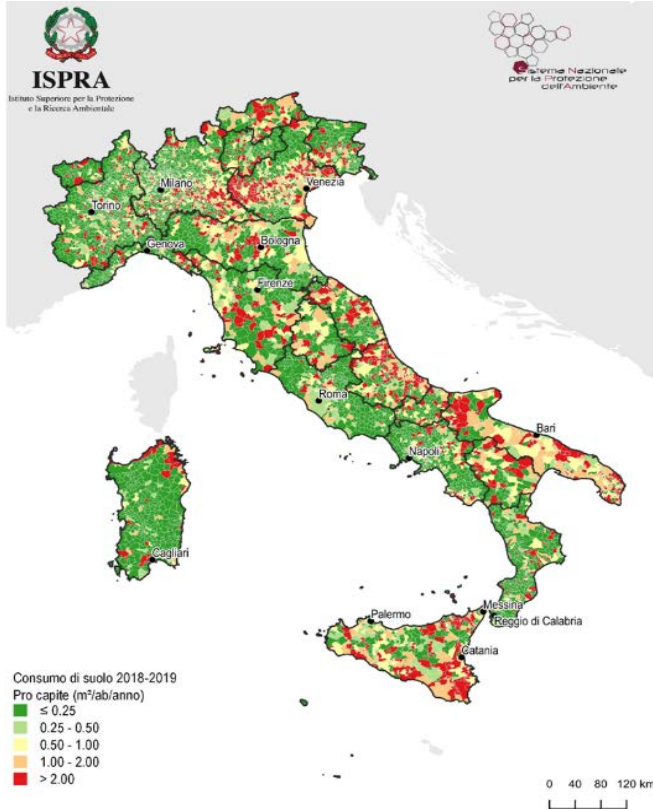 ISPRA
Istituto Superiore per la Protezione
e la Ricerca Ambientale
Sistema Nazionale
per la Protezione
dell'Ambiente
Milano
Venezia
Torino
Genova
Bologna
Firenze
Roma
Bari
Napoli
Cagliari
Messina
Palermo
Reggio di Calabria
Catania
Consumo di suolo 2018-2019
Pro capite (m²/ab/anno)
≤ 0.25
0.25 - 0.50
0.50 - 1.00
1.00 - 2.00
> 2.00
0 40 80 120 km